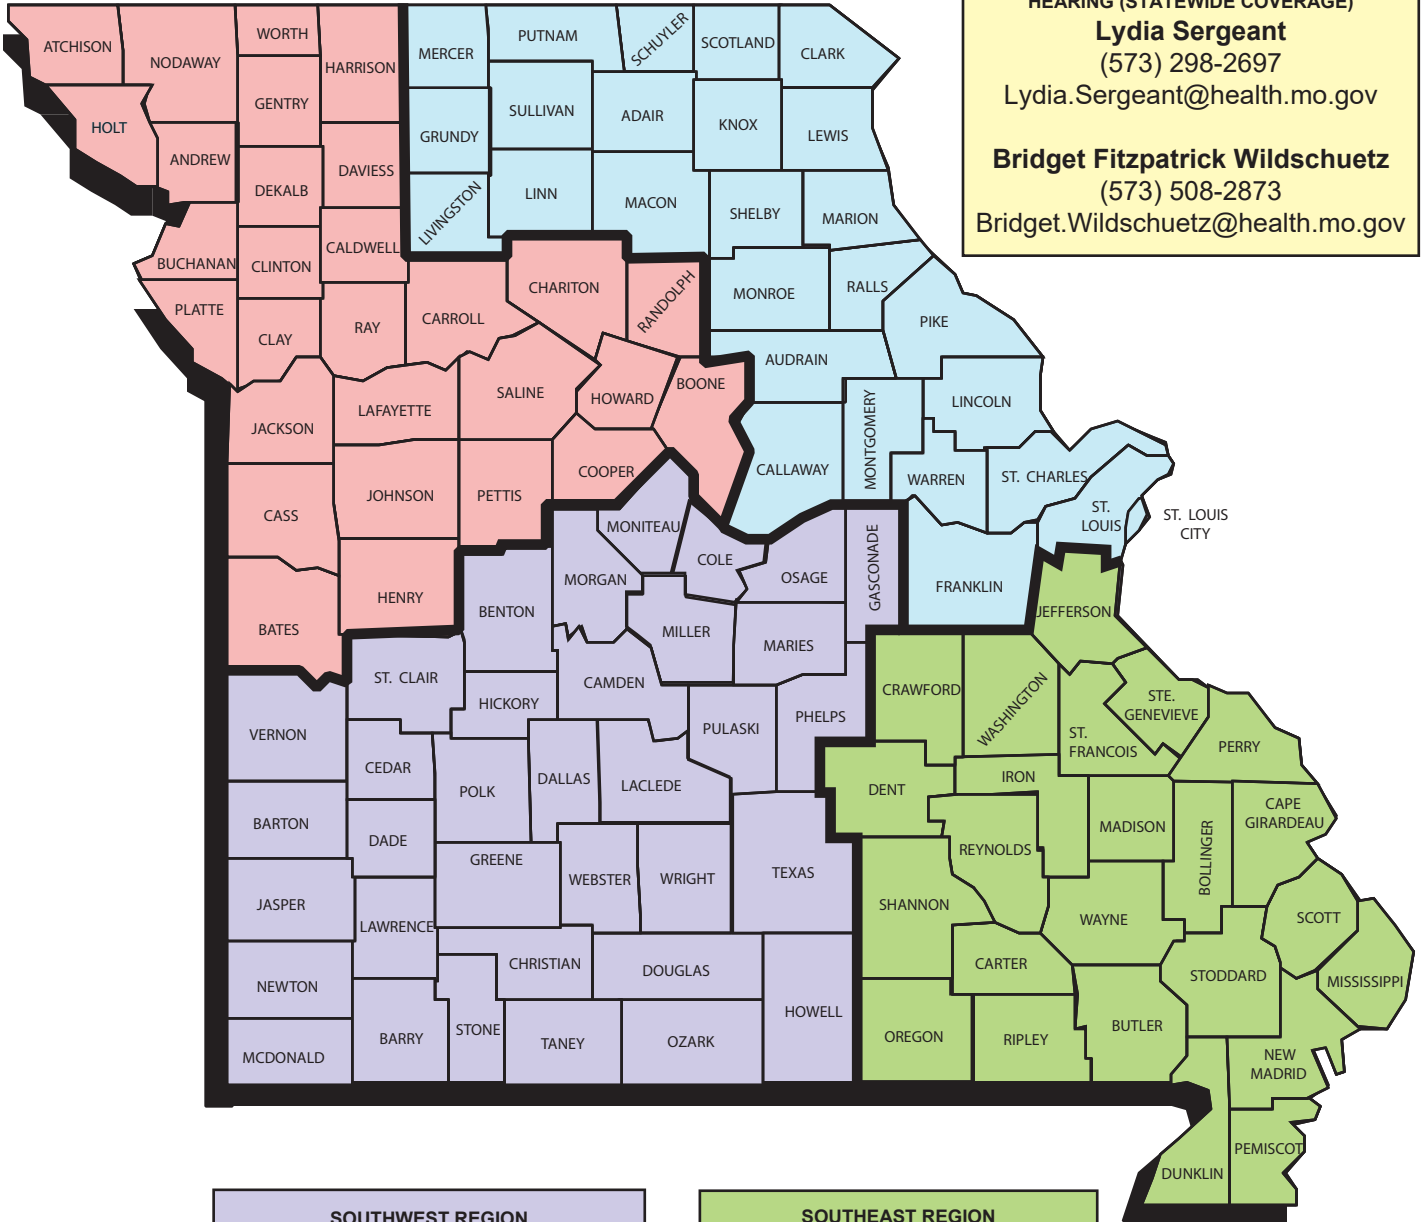 HEARING (STATEWIDE COVERAGE)
Lydia Sergeant
(573) 298-2697
Lydia.Sergeant@health.mo.gov
Bridget Fitzpatrick Wildschuetz
(573) 508-2873
Bridget.Wildschuetz@health.mo.gov
ATCHISON
NODAWAY
WORTH
HARRISON
MERCER
PUTNAM
SCHUYLER
SCOTLAND
CLARK
HOLT
GENTRY
GRUNDY
SULLIVAN
ADAIR
KNOX
LEWIS
ANDREW
DEKALB
DAVIESS
LIVINGSTON
LINN
MACON
SHELBY
MARION
BUCHANAN
CLINTON
CALDWELL
CHARITON
RANDOLPH
MONROE
RALLS
PIKE
PLATTE
CLAY
RAY
CARROLL
AUDRAIN
SALINE
HOWARD
BOONE
LINCOLN
JACKSON
LAFAYETTE
MONTGOMERY
CALLAWAY
WARREN
ST. CHARLES
COOPER
CASS
JOHNSON
PETTIS
ST.
LOUIS
ST. LOUIS
CITY
MONITEAU
COLE
OSAGE
GASCONADE
FRANKLIN
MORGAN
HENRY
BENTON
JEFFERSON
BATES
MILLER
MARIES
ST. CLAIR
CAMDEN
HICKORY
CRAWFORD
WASHINGTON
STE.
GENEVIEVE
VERNON
PULASKI
PHELPS
ST.
FRANCOIS
PERRY
CEDAR
DALLAS
LACLEDE
POLK
DENT
IRON
CAPE
GIRARDEAU
BARTON
DADE
MADISON
GREENE
REYNOLDS
BOLLINGER
WEBSTER
WRIGHT
TEXAS
JASPER
SHANNON
LAWRENCE
WAYNE
SCOTT
CHRISTIAN
DOUGLAS
CARTER
STODDARD
MISSISSIPPI
NEWTON
HOWELL
STONE
BARRY
TANEY
OZARK
OREGON
RIPLEY
BUTLER
MCDONALD
NEW
MADRID
PEMISCOT
DUNKLIN
SOUTHWEST REGION
SOUTHEAST REGION